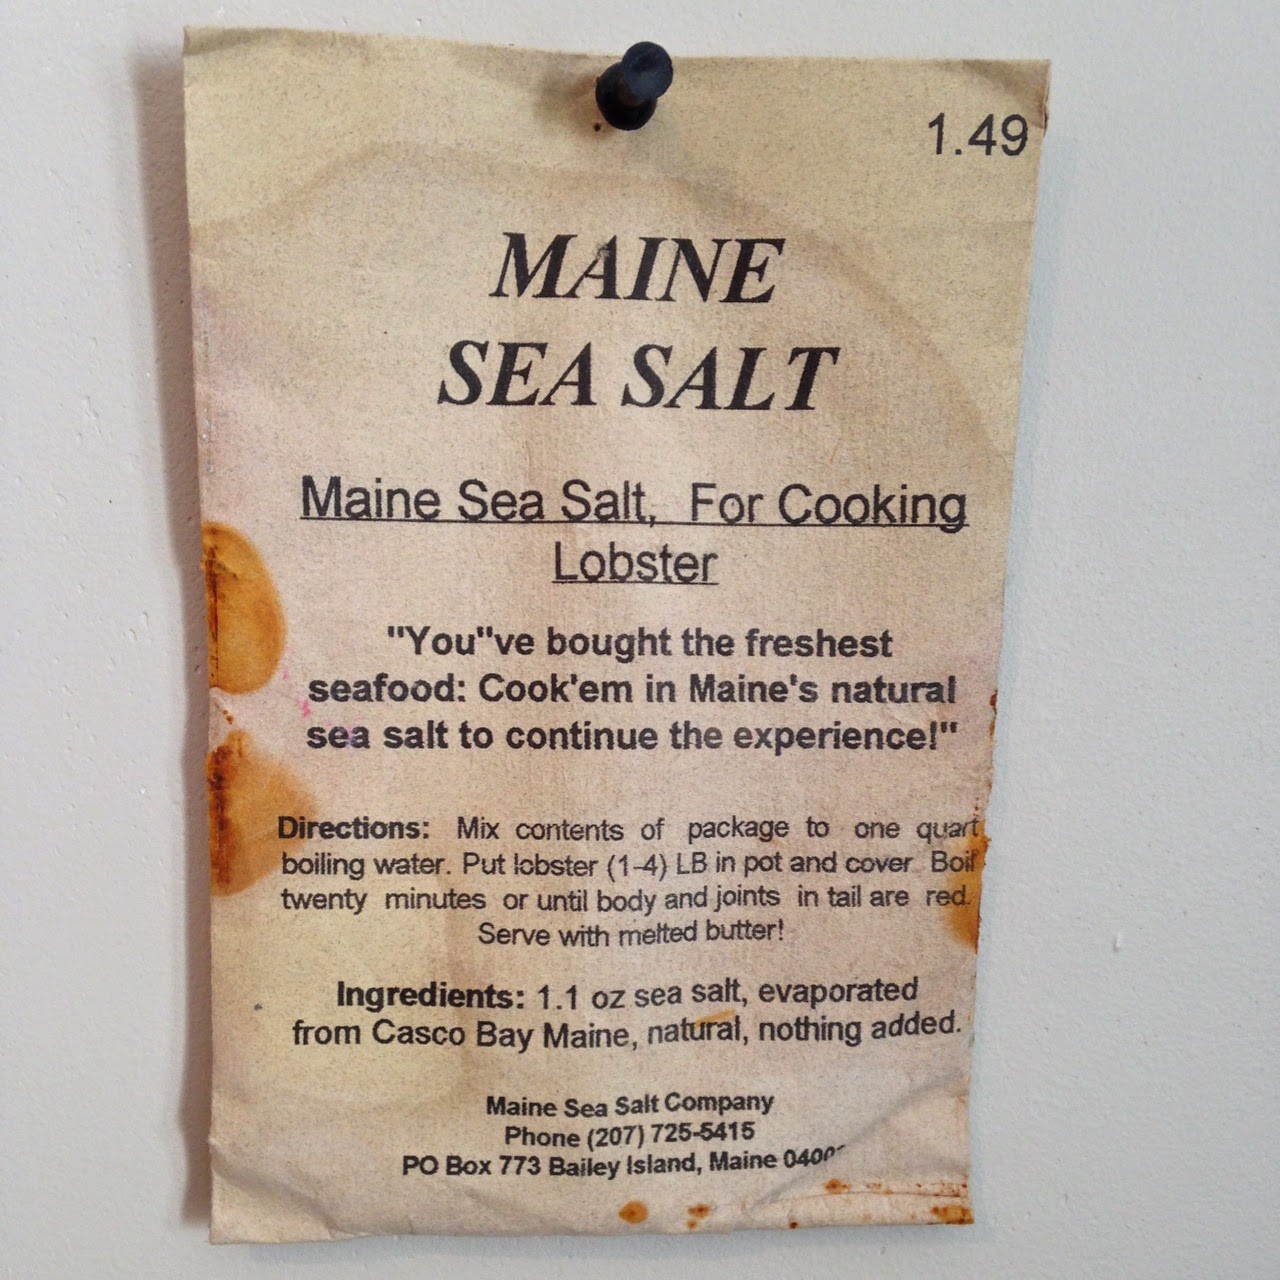 1.49
MAINE
SEA SALT
Maine Sea Salt, For Cooking
Lobster
"You"ve bought the freshest
seafood: Cook'em in Maine's natural
sea salt to continue the experience!"
Directions: Mix contents of package to one quart
boiling water. Put lobster (1-4) LB in pot and cover Boil
twenty minutes or until body and joints in tail are red.
Serve with melted butter!
Ingredients: 1.1 oz sea salt, evaporated
from Casco Bay Maine, natural, nothing added.
Maine Sea Salt Company
Phone (207) 725-5415
PO Box 773 Bailey Island, Maine